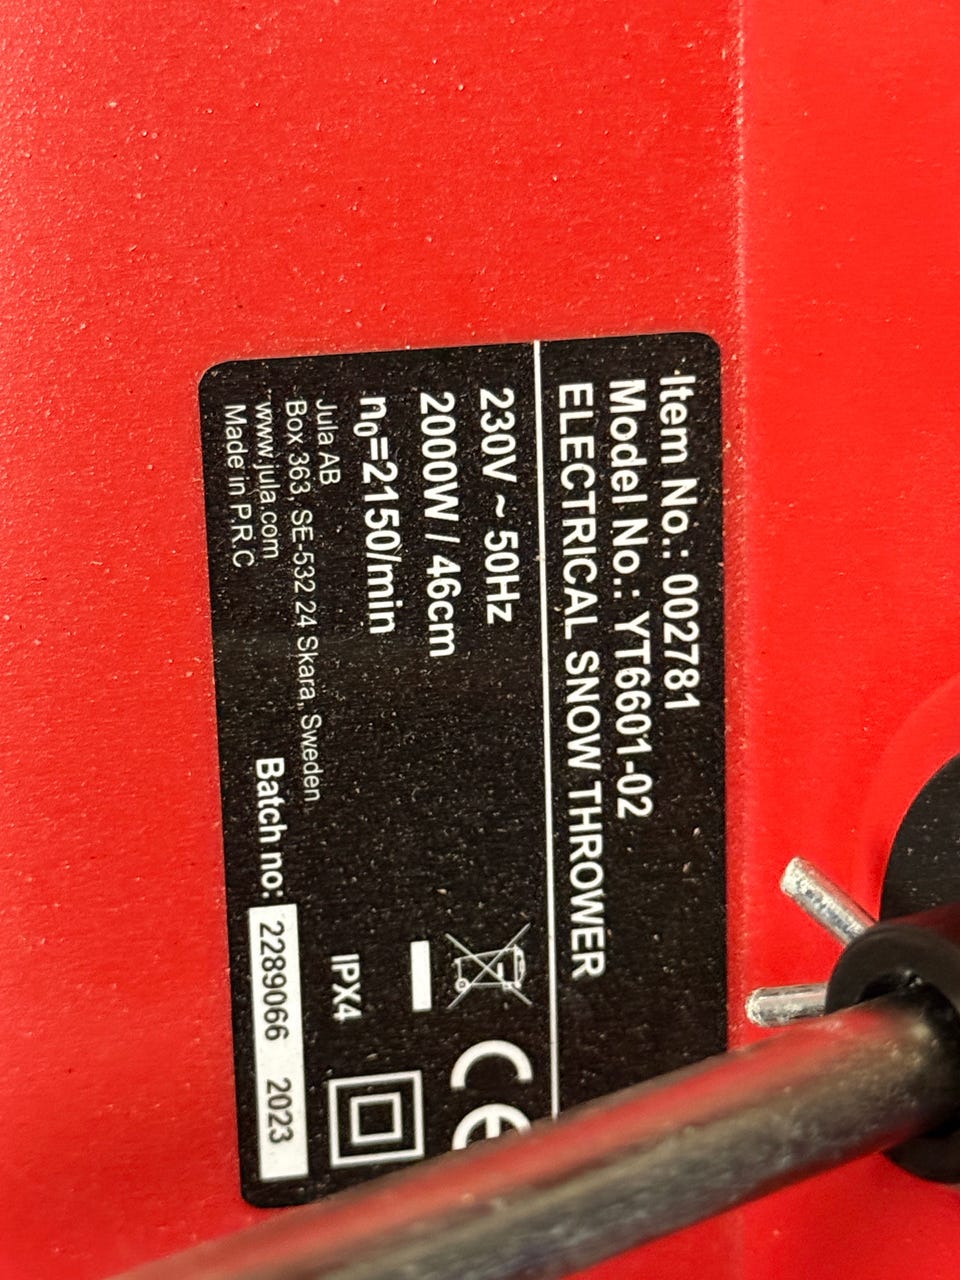 Item No.: 002781
Model No.: YT6601-02
ELECTRICAL SNOW THROWER
230V ~ 50Hz
2000W / 46cm
n0=2150/min
IPX4
Jula AB
Box 363, SE-532 24 Skara, Sweden
www.jula.com
Made in P.R.C
Batch no: 2289066 2023
CE